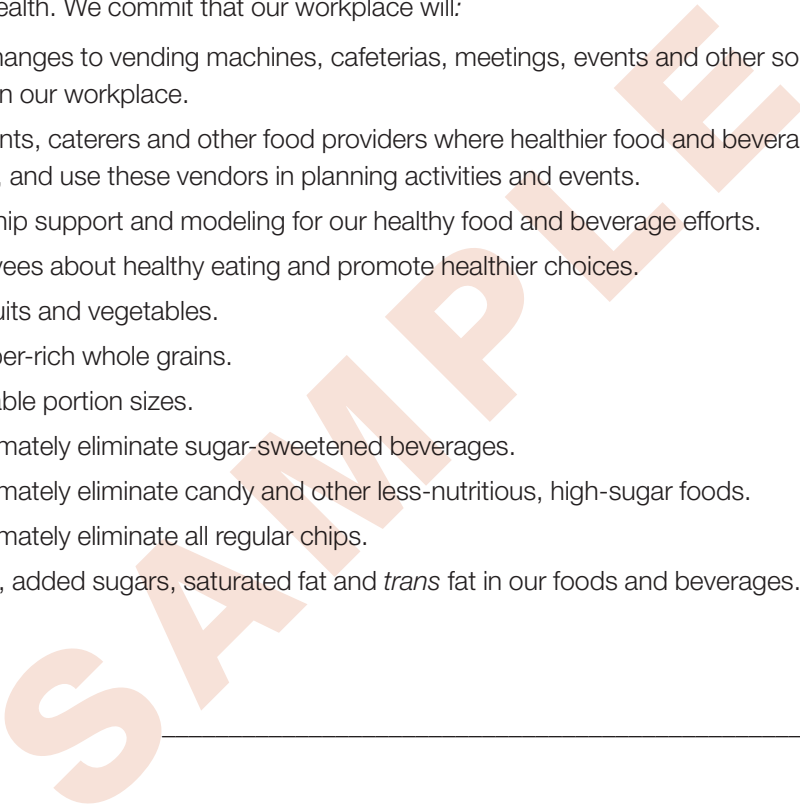 ealth. We commit that our workplace will:
hanges to vending machines, cafeterias, meetings, events and other so
n our workplace.
nts, caterers and other food providers where healthier food and bevera
, and use these vendors in planning activities and events.
hip support and modeling for our healthy food and beverage efforts.
yees about healthy eating and promote healthier choices.
uits and vegetables.
ber-rich whole grains.
able portion sizes.
mately eliminate sugar-sweetened beverages.
mately eliminate candy and other less-nutritious, high-sugar foods.
mately eliminate all regular chips.
, added sugars, saturated fat and trans fat in our foods and beverages.
SAMPLE